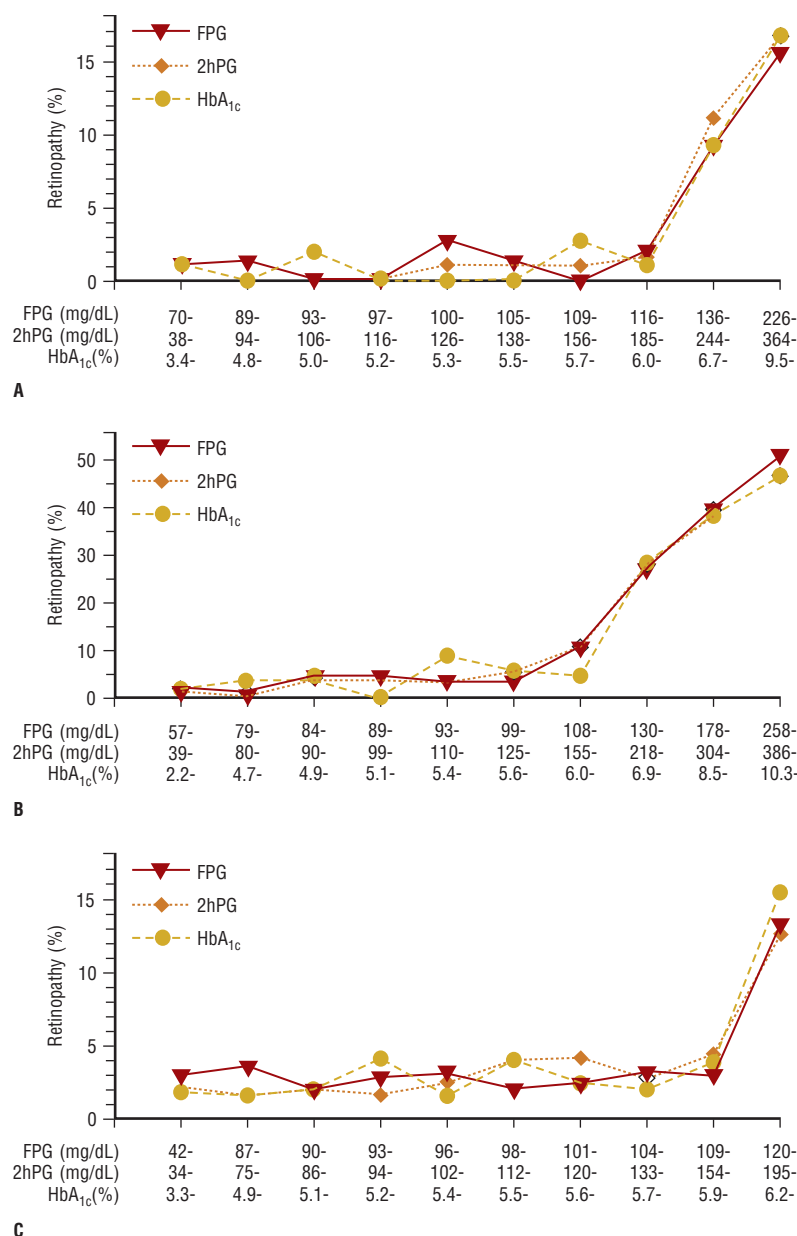 FPG
2hPG
HbA1c
Retinopathy (%)
15
10
5
0
FPG (mg/dL) 70- 89- 93- 97- 100- 105- 109- 116- 136- 226-
2hPG (mg/dL) 38- 94- 106- 116- 126- 138- 156- 185- 244- 364-
HbA1c(%) 3.4- 4.8- 5.0- 5.2- 5.3- 5.5- 5.7- 6.0- 6.7- 9.5-
A
FPG
2hPG
HbA1c
Retinopathy (%)
50
40
30
20
10
0
FPG (mg/dL) 57- 79- 84- 89- 93- 99- 108- 130- 178- 258-
2hPG (mg/dL) 39- 80- 90- 99- 110- 125- 155- 218- 304- 386-
HbA1c(%) 2.2- 4.7- 4.9- 5.1- 5.4- 5.6- 6.0- 6.9- 8.5- 10.3-
B
FPG
2hPG
HbA1c
Retinopathy (%)
15
10
5
0
FPG (mg/dL) 42- 87- 90- 93- 96- 98- 101- 104- 109- 120-
2hPG (mg/dL) 34- 75- 86- 94- 102- 112- 120- 133- 154- 195-
HbA1c(%) 3.3- 4.9- 5.1- 5.2- 5.4- 5.5- 5.6- 5.7- 5.9- 6.2-
C